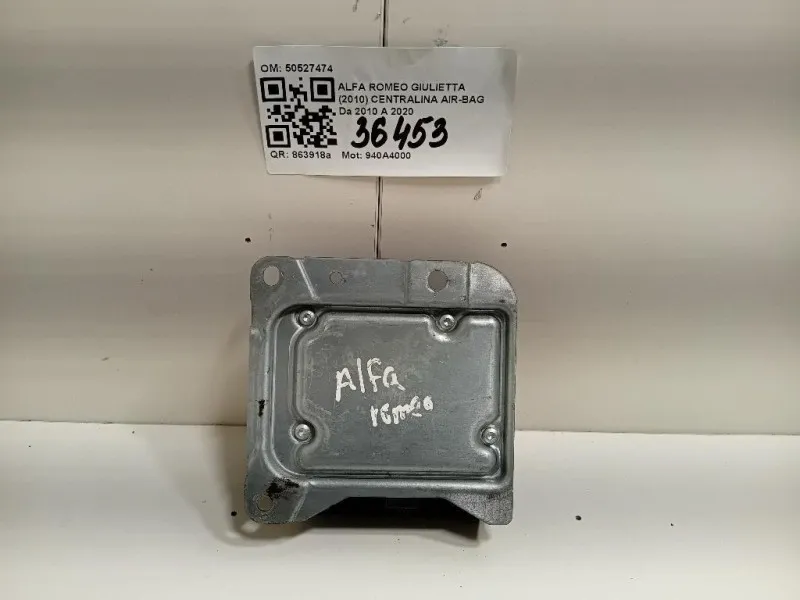 OM: 50527474
ALFA ROMEO GIULIETTA
(2010) CENTRALINA AIR-BAG
Da 2010 A 2020
36453
QR: 863918a Mot: 940A4000
Alfa
romeo